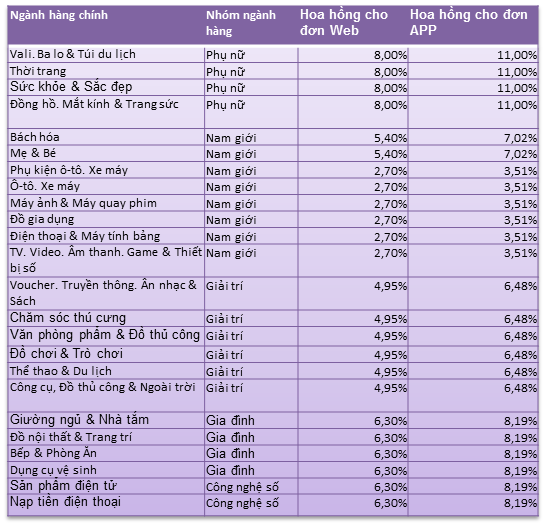 Ngành hàng chính Nhóm ngành hàng Hoa hồng cho đơn Web Hoa hồng cho đơn APP
Vali. Ba lo & Túi du lịch Phụ nữ 8,00% 11,00%
Thời trang Phụ nữ 8,00% 11,00%
Sức khỏe & Sắc đẹp Phụ nữ 8,00% 11,00%
Đồng hồ. Mắt kính & Trang sức Phụ nữ 8,00% 11,00%
Bách hóa Nam giới 5,40% 7,02%
Mẹ & Bé Nam giới 5,40% 7,02%
Phụ kiện ô-tô. Xe máy Nam giới 2,70% 3,51%
Ô-tô. Xe máy Nam giới 2,70% 3,51%
Máy ảnh & Máy quay phim Nam giới 2,70% 3,51%
Đồ gia dụng Nam giới 2,70% 3,51%
Điện thoại & Máy tính bảng Nam giới 2,70% 3,51%
TV. Video. Âm thanh. Game & Thiết Nam giới 2,70% 3,51%
bị số
Voucher. Truyền thông. Ân nhạc & Giải trí 4,95% 6,48%
Sách
Chăm sóc thú cưng Giải trí 4,95% 6,48%
Văn phòng phẩm & Đồ thủ công Giải trí 4,95% 6,48%
Đồ chơi & Trò chơi Giải trí 4,95% 6,48%
Thể thao & Du lịch Giải trí 4,95% 6,48%
Công cụ, Đồ thủ công & Ngoài trời Giải trí 4,95% 6,48%
Giường ngủ & Nhà tắm Gia đình 6,30% 8,19%
Đồ nội thất & Trang trí Gia đình 6,30% 8,19%
Bếp & Phòng Ăn Gia đình 6,30% 8,19%
Dụng cụ vệ sinh Gia đình 6,30% 8,19%
Sản phẩm điện tử Công nghệ số 6,30% 8,19%
Nạp tiền điện thoại Công nghệ số 6,30% 8,19%